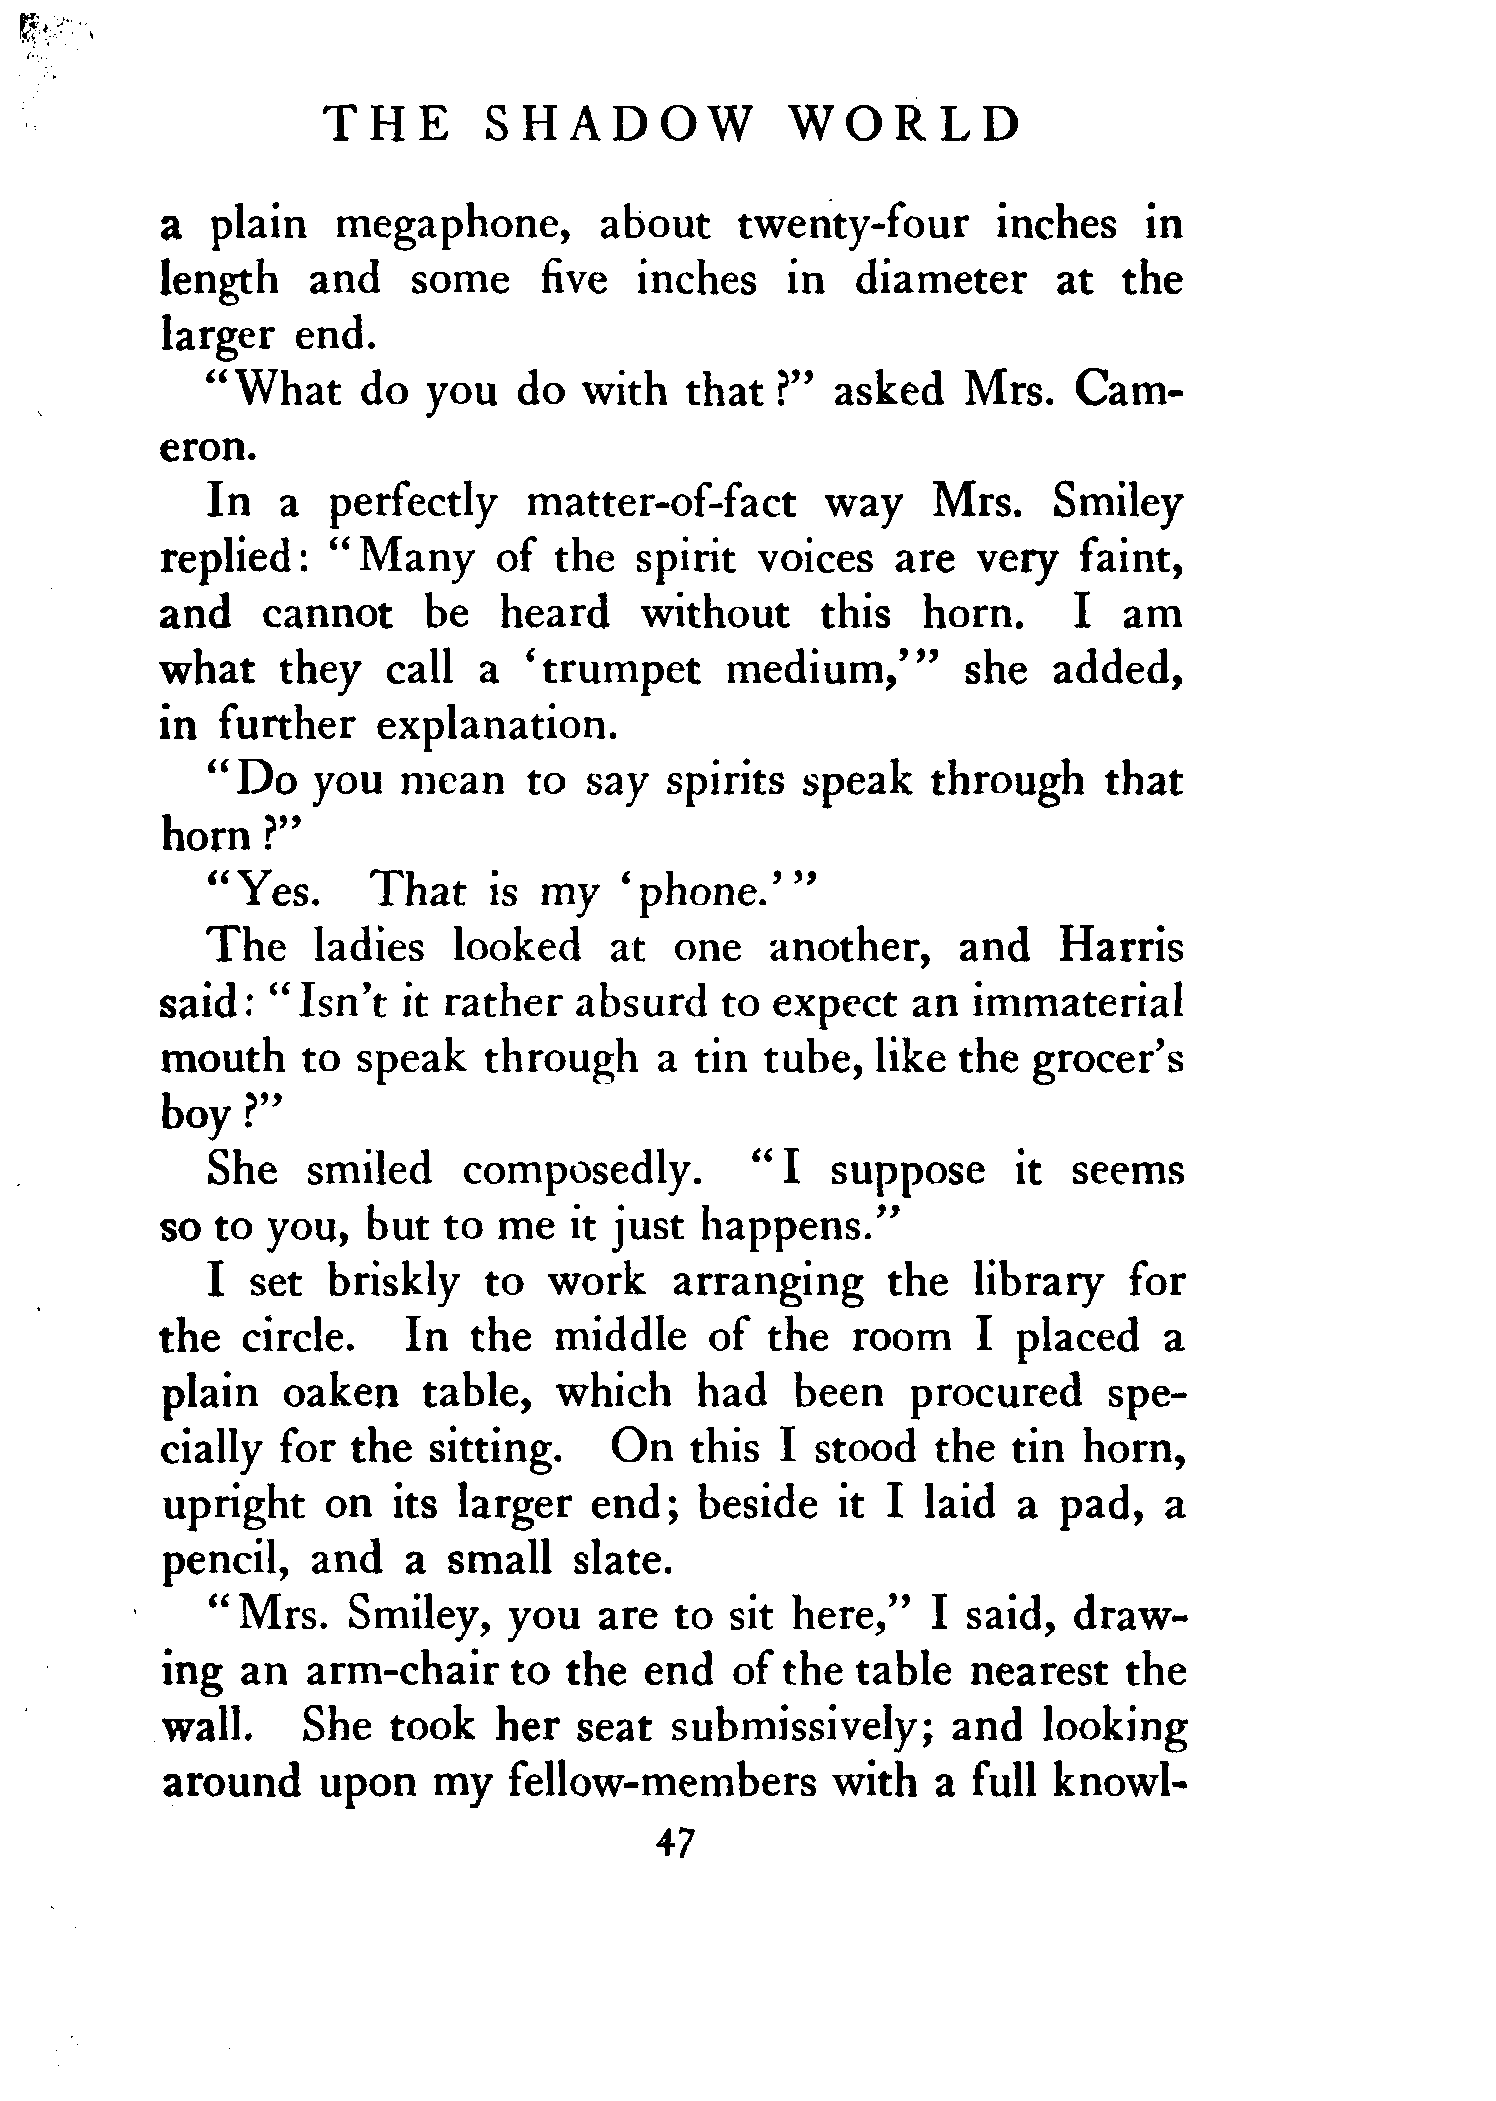 THE SHADOW WORLD
a plain megaphone, about twenty-four inches in
length and some five inches in diameter at the
larger end.
"What do you do with that?" asked Mrs. Cam-
eron.
In a perfectly matter-of-fact way Mrs. Smiley
replied: "Many of the spirit voices are very faint,
and cannot be heard without this horn. I am
what they call a 'trumpet medium,'" she added,
in further explanation.
"Do you mean to say spirits speak through that
horn?"
"Yes. That is my 'phone.'"
The ladies looked at one another, and Harris
said: "Isn't it rather absurd to expect an immaterial
mouth to speak through a tin tube, like the grocer's
boy?"
She smiled composedly. "I suppose it seems
so to you, but to me it just happens."
I set briskly to work arranging the library for
the circle. In the middle of the room I placed a
plain oaken table, which had been procured spe-
cially for the sitting. On this I stood the tin horn,
upright on its larger end; beside it I laid a pad, a
pencil, and a small slate.
"Mrs. Smiley, you are to sit here," I said, draw-
ing an arm-chair to the end of the table nearest the
wall. She took her seat submissively; and looking
around upon my fellow-members with a full knowl-
47